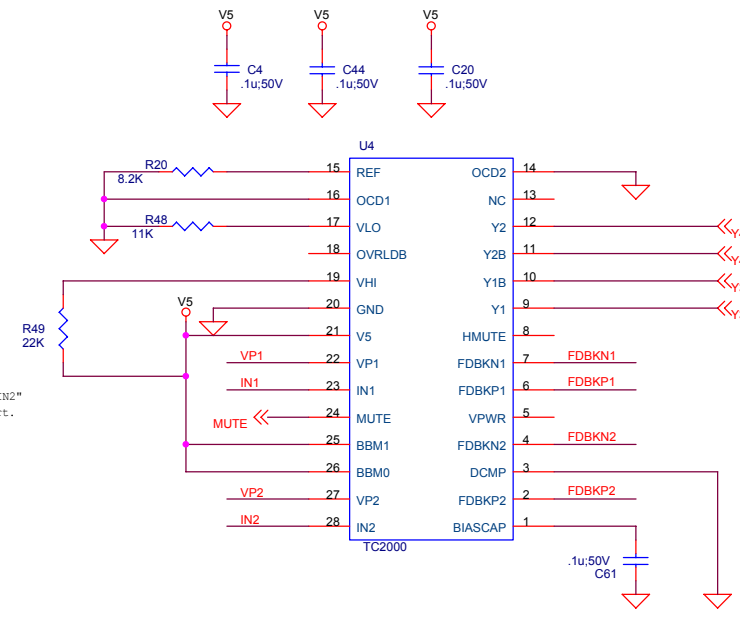 V5 V5 V5
C4 C44 C20
.1u;50V .1u;50V .1u;50V
U4
R20 15 REF OCD2 14
8.2K
16 OCD1 NC 13
R48 17 VLO Y2 12
11K
18 OVRLDB Y2B 11
19 VHI Y1B 10
V5 20 GND Y1 9
R49
22K
21 V5 HMUTE 8
VP1 22 VP1 FDBKN1 7 FDBKN1
IN1 23 IN1 FDBKP1 6 FDBKP1
MUTE 24 MUTE VPWR 5
25 BBM1 FDBKN2 4 FDBKN2
26 BBM0 DCMP 3
VP2 27 VP2 FDBKP2 2 FDBKP2
IN2 28 IN2 BIASCAP 1
TC2000
.1u;50V
C61
IN2"